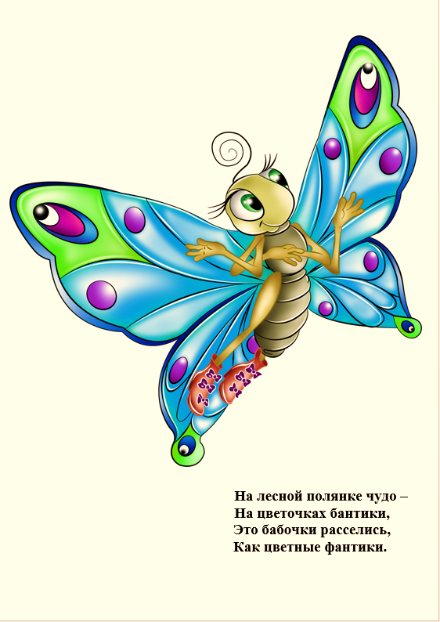 На лесной полянке чудо –
На цветочках бантики,
Это бабочки расселись,
Как цветные фантики.